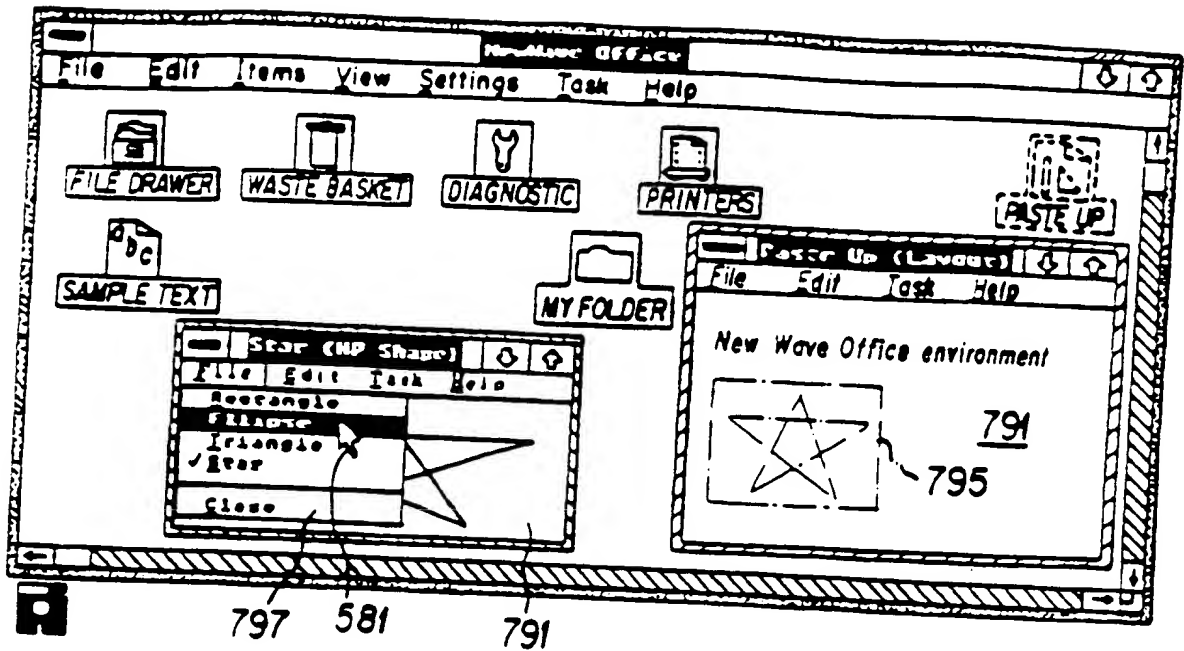 NewWave Office
File Edit Items View Settings Task Help
FILE DRAWER WASTE BASKET DIAGNOSTIC PRINTERS PASTE UP
abc
SAMPLE TEXT MY FOLDER
Paste Up (Layout)
File Edit Task Help
New Wave Office environment
791
795
Star (HP Shape)
File Edit Task Help
Rectangle
Ellipse
Triangle
✓ Star
Close
797 581 791